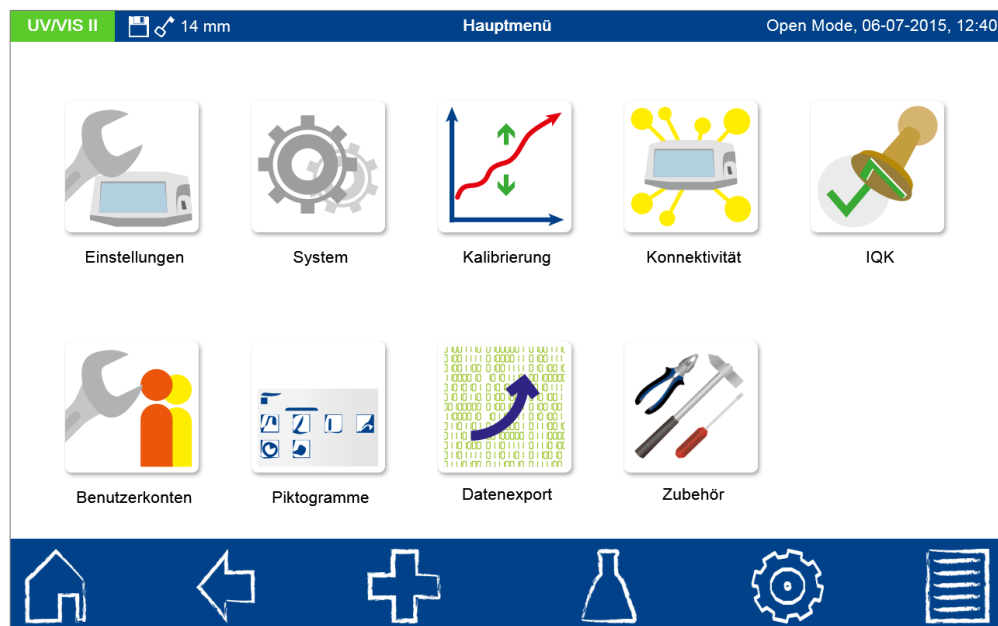 UV/VIS II 14 mm Hauptmenü Open Mode, 06-07-2015, 12:40
Einstellungen System Kalibrierung Konnektivität IQK
Benutzerkonten Piktogramme Datenexport Zubehör